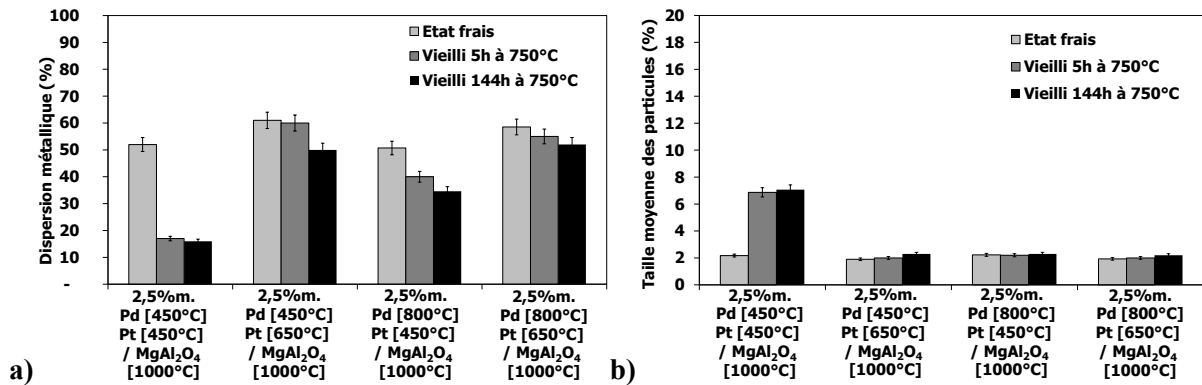 Dispersion métallique (%)
100
90
80
70
60
50
40
30
20
10
-
Etat frais
Vieilli 5h à 750°C
Vieilli 144h à 750°C
2,5%m.
Pd [450°C]
Pt [450°C]
/ MgAl₂O₄
[1000°C]
2,5%m.
Pd [450°C]
Pt [650°C]
/ MgAl₂O₄
[1000°C]
2,5%m.
Pd [800°C]
Pt [450°C]
/ MgAl₂O₄
[1000°C]
2,5%m.
Pd [800°C]
Pt [650°C]
/ MgAl₂O₄
[1000°C]
a)
Taille moyenne des particules (%)
20
18
16
14
12
10
8
6
4
2
0
Etat frais
Vieilli 5h à 750°C
Vieilli 144h à 750°C
2,5%m.
Pd [450°C]
Pt [450°C]
/ MgAl₂O₄
[1000°C]
2,5%m.
Pd [450°C]
Pt [650°C]
/ MgAl₂O₄
[1000°C]
2,5%m.
Pd [800°C]
Pt [450°C]
/ MgAl₂O₄
[1000°C]
2,5%m.
Pd [800°C]
Pt [650°C]
/ MgAl₂O₄
[1000°C]
b)